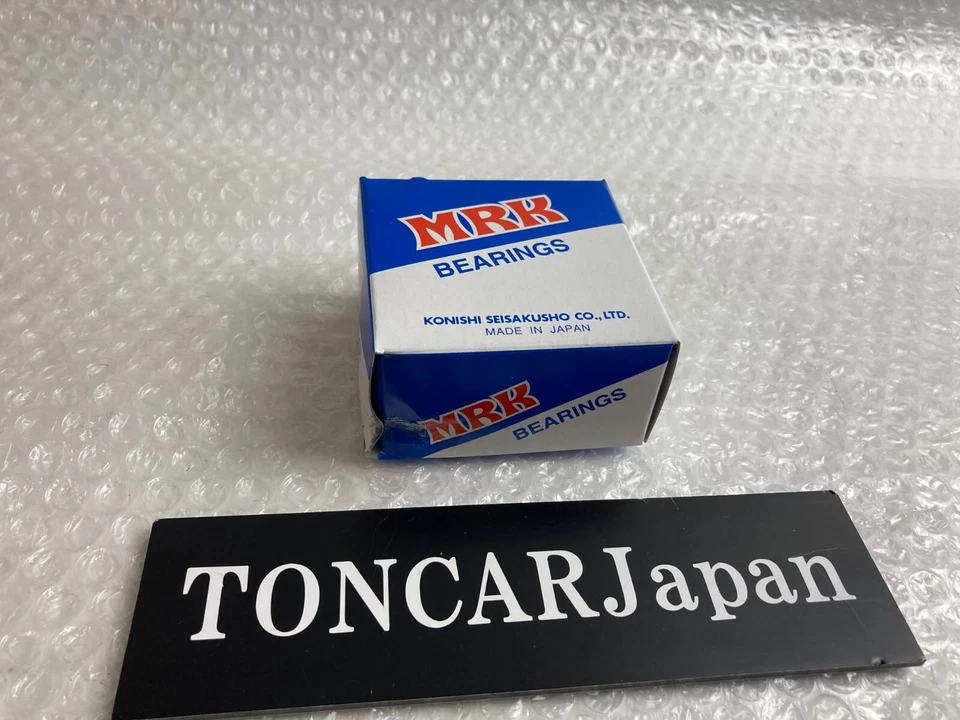 MRK
BEARINGS
KONISHI SEISAKUSHO CO., LTD.
MADE IN JAPAN
MRK
BEARINGS
TONCARJapan